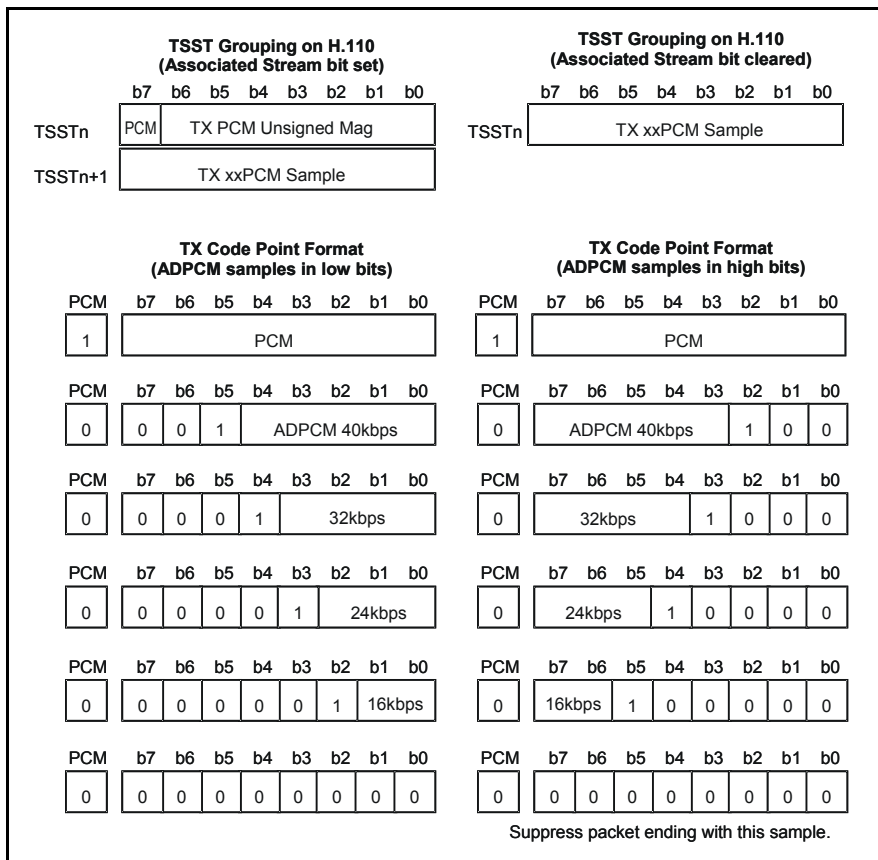 TSST Grouping on H.110
(Associated Stream bit set)
b7 b6 b5 b4 b3 b2 b1 b0
TSSTn PCM TX PCM Unsigned Mag
TSSTn+1 TX xxPCM Sample
TSST Grouping on H.110
(Associated Stream bit cleared)
b7 b6 b5 b4 b3 b2 b1 b0
TSSTn TX xxPCM Sample
TX Code Point Format
(ADPCM samples in low bits)
PCM b7 b6 b5 b4 b3 b2 b1 b0
1 PCM
PCM b7 b6 b5 b4 b3 b2 b1 b0
0 0 0 1 ADPCM 40kbps
PCM b7 b6 b5 b4 b3 b2 b1 b0
0 0 0 0 1 32kbps
PCM b7 b6 b5 b4 b3 b2 b1 b0
0 0 0 0 0 1 24kbps
PCM b7 b6 b5 b4 b3 b2 b1 b0
0 0 0 0 0 0 1 16kbps
PCM b7 b6 b5 b4 b3 b2 b1 b0
0 0 0 0 0 0 0 0 0
TX Code Point Format
(ADPCM samples in high bits)
PCM b7 b6 b5 b4 b3 b2 b1 b0
1 PCM
PCM b7 b6 b5 b4 b3 b2 b1 b0
0 ADPCM 40kbps 1 0 0
PCM b7 b6 b5 b4 b3 b2 b1 b0
0 32kbps 1 0 0 0
PCM b7 b6 b5 b4 b3 b2 b1 b0
0 24kbps 1 0 0 0 0
PCM b7 b6 b5 b4 b3 b2 b1 b0
0 16kbps 1 0 0 0 0 0
PCM b7 b6 b5 b4 b3 b2 b1 b0
0 0 0 0 0 0 0 0 0
Suppress packet ending with this sample.